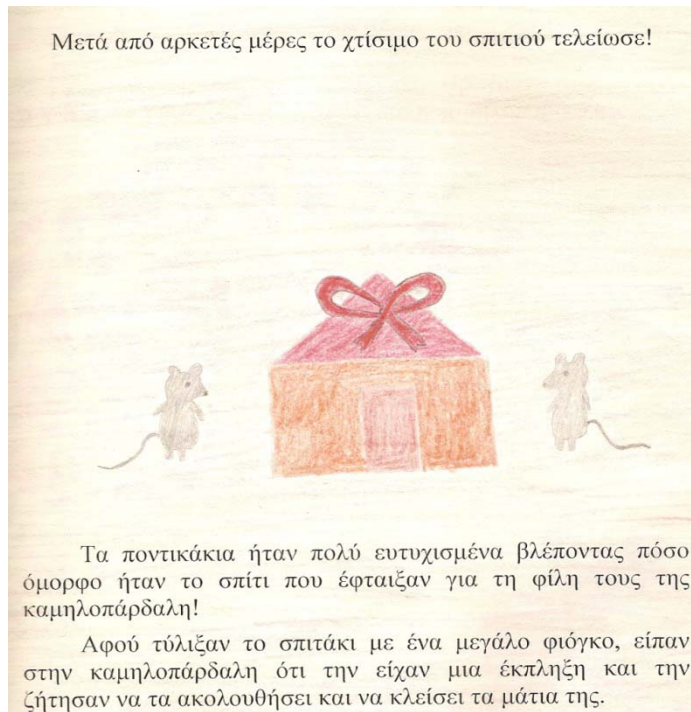 Μετά από αρκετές μέρες το χτίσιμο του σπιτιού τελείωσε!
Τα ποντικάκια ήταν πολύ ευτυχισμένα βλέποντας πόσο
όμορφο ήταν το σπίτι που έφταιξαν για τη φίλη τους της
καμηλοπάρδαλη!
Αφού τύλιξαν το σπιτάκι με ένα μεγάλο φιόγκο, είπαν
στην καμηλοπάρδαλη ότι την είχαν μια έκπληξη και την
ζήτησαν να τα ακολουθήσει και να κλείσει τα μάτια της.